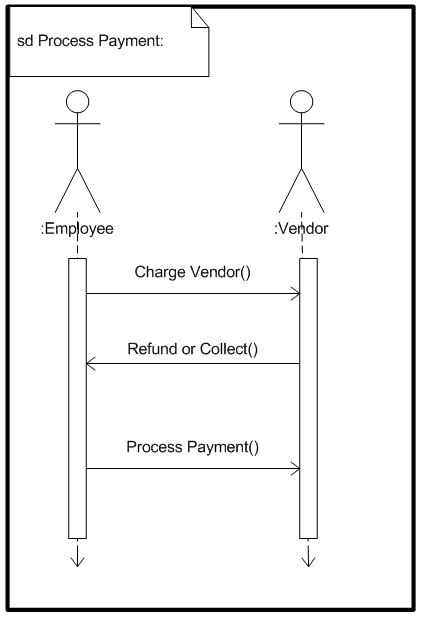 sd Process Payment:
:Employee
:Vendor
Charge Vendor()
Refund or Collect()
Process Payment()